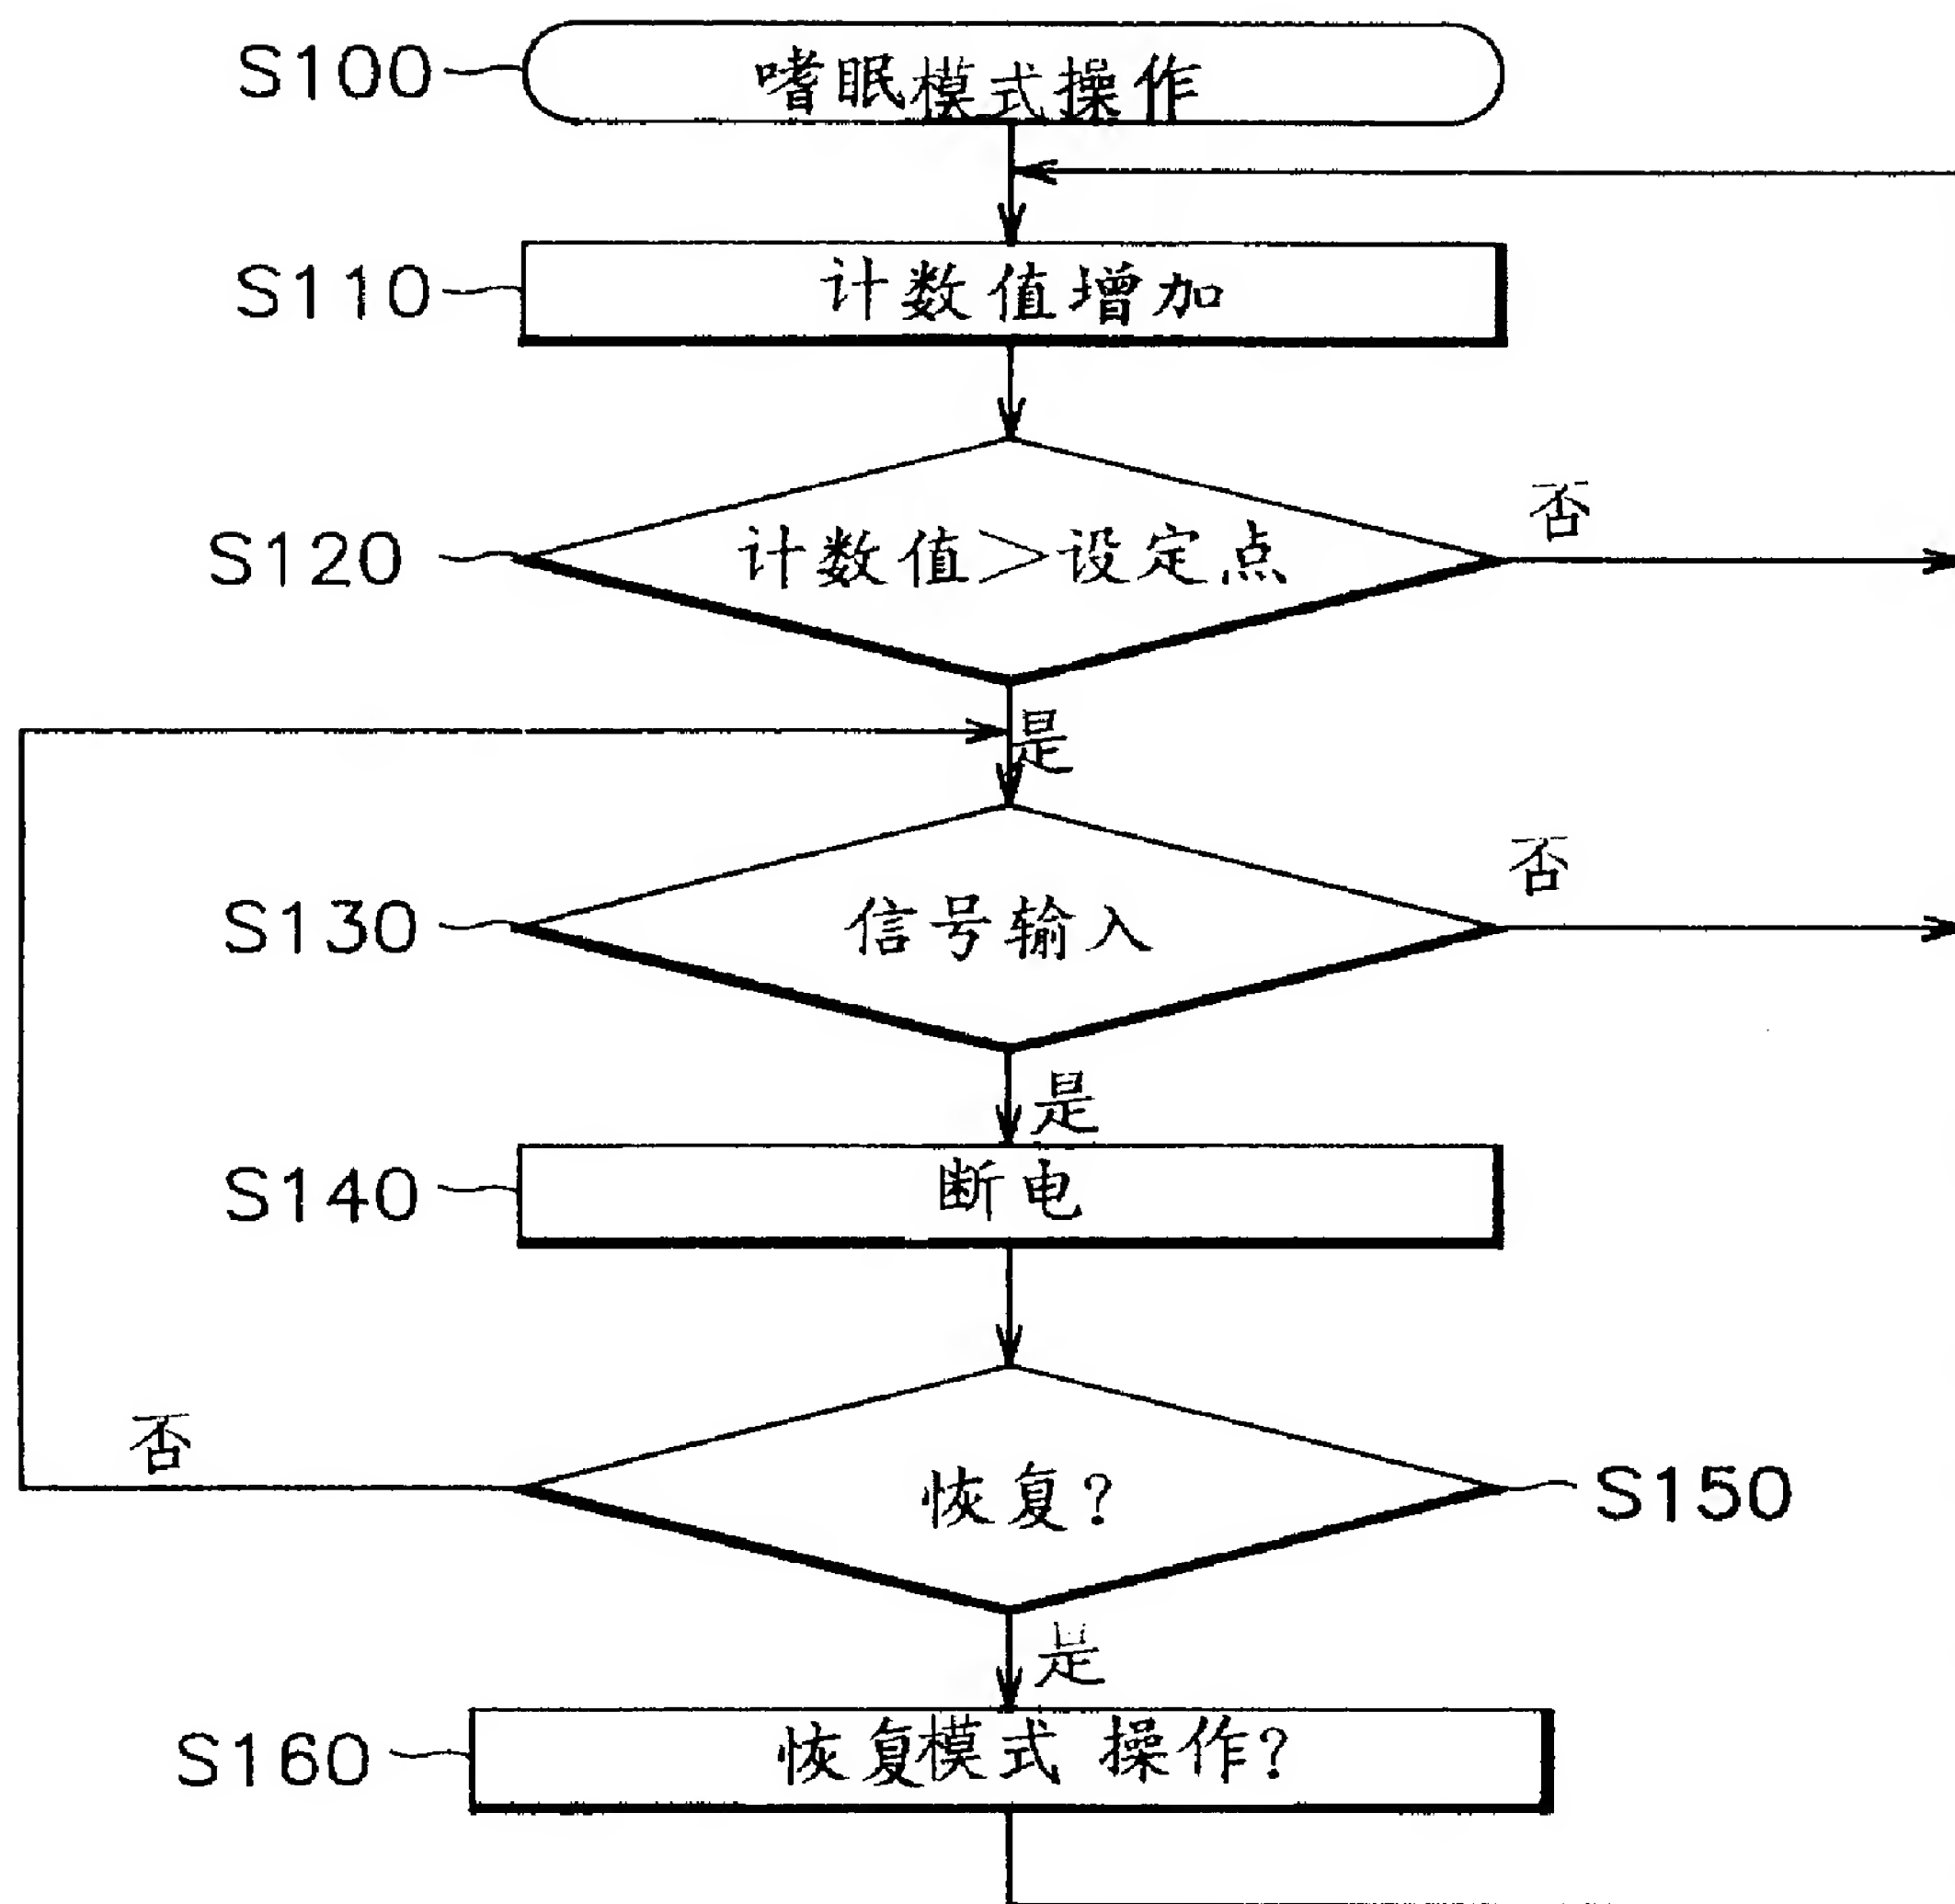 S100 嗜眠模式操作
S110 计数值增加
S120 计数值>设定点
否
是
S130 信号输入
否
是
S140 断电
恢复? S150
否
是
S160 恢复模式 操作?